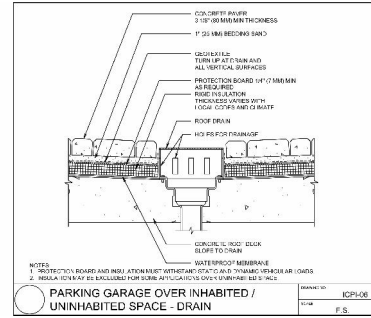 CONCRETE PAVER
3 1/8" (80 MM) MIN THICKNESS
1" (25 MM) BEDDING SAND
GEOTEXTILE
TURN UP AT DRAIN AND
ALL VERTICAL SURFACES
PROTECTION BOARD 1/4" (7 MM) MIN
AS REQUIRED
RIGID INSULATION
THICKNESS VARIES WITH
LOCAL CODES AND CLIMATE
ROOF DRAIN
HOLES FOR DRAINAGE
CONCRETE ROOF DECK
SLOPE TO DRAIN
WATERPROOF MEMBRANE
NOTES
1. PROTECTION BOARD AND INSULATION MUST WITHSTAND STATIC AND DYNAMIC VEHICULAR LOADS
2. INSULATION MAY BE EXCLUDED FOR SOME APPLICATIONS OVER UNINHABITED SPACE
PARKING GARAGE OVER INHABITED /
UNINHABITED SPACE - DRAIN
DRAWING NO
ICPI-06
SCALE
F.S.